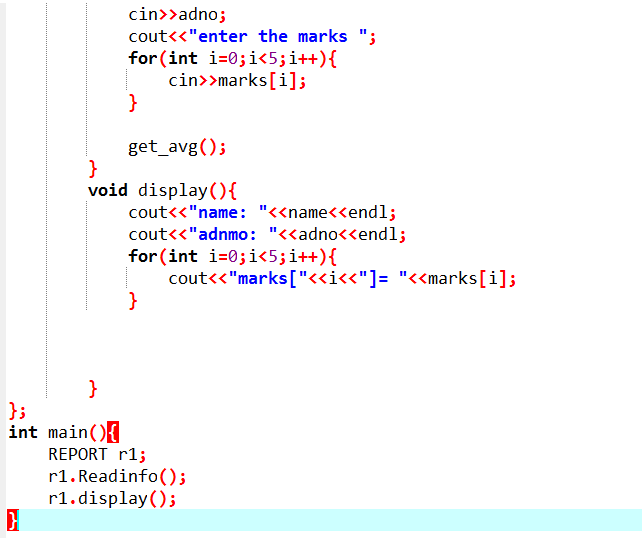 cin>>adno;
cout<<"enter the marks ";
for(int i=0;i<5;i++){
cin>>marks[i];
}
get_avg();
}
void display(){
cout<<"name: "<<name<<endl;
cout<<"adnmo: "<<adno<<endl;
for(int i=0;i<5;i++){
cout<<"marks["<<i<<"]= "<<marks[i];
}
}
};
int main(){
REPORT r1;
r1.Readinfo();
r1.display();
}